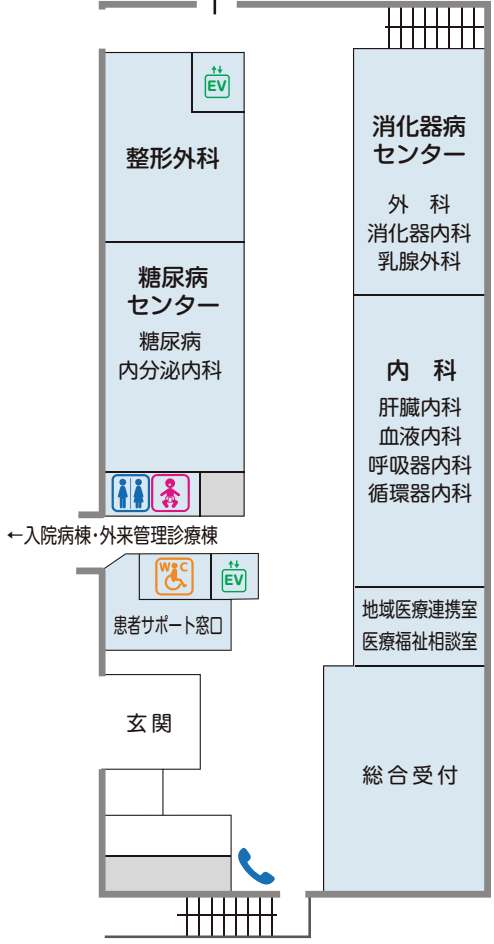 EV
整形外科
消化器病
センター
外　科
消化器内科
乳腺外科
糖尿病
センター
糖尿病
内分泌内科
内　科
肝臓内科
血液内科
呼吸器内科
循環器内科
←入院病棟・外来管理診療棟
WC
EV
患者サポート窓口
地域医療連携室
医療福祉相談室
玄関
総合受付